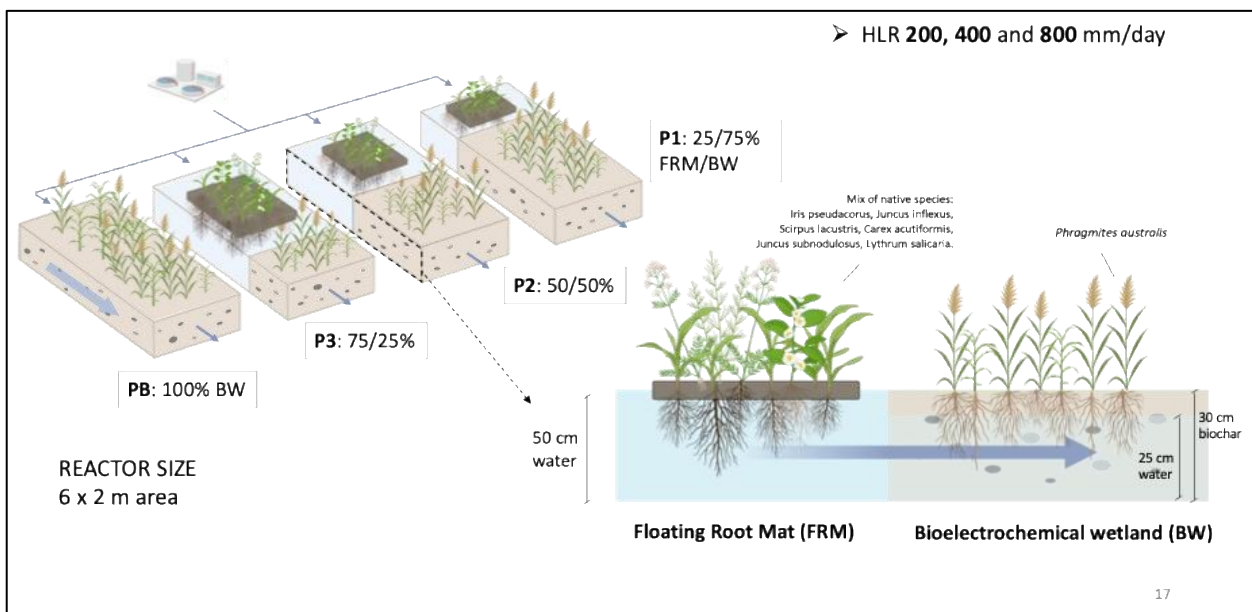 ➢ HLR 200, 400 and 800 mm/day
P1: 25/75%
FRM/BW
P2: 50/50%
P3: 75/25%
PB: 100% BW
REACTOR SIZE
6 x 2 m area
Mix of native species:
Iris pseudacorus, Juncus inflexus,
Scirpus lacustris, Carex acutiformis,
Juncus subnodulosus, Lythrum salicaria.
Phragmites australis
50 cm
water
30 cm
biochar
25 cm
water
Floating Root Mat (FRM)
Bioelectrochemical wetland (BW)
17